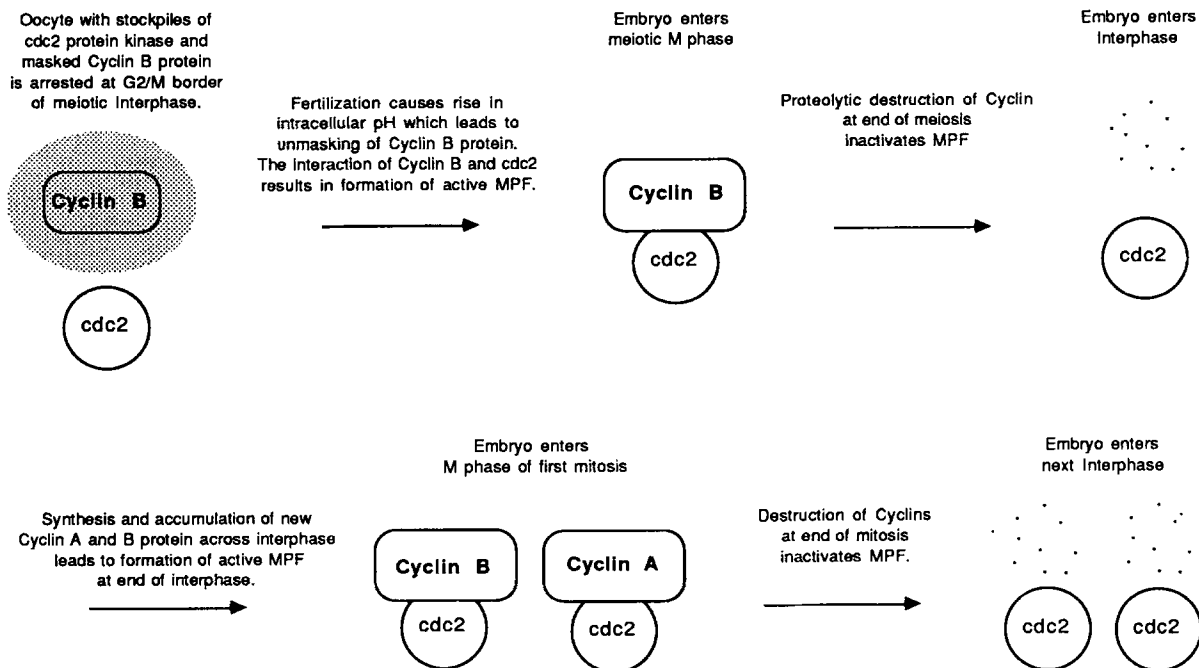 Oocyte with stockpiles of
cdc2 protein kinase and
masked Cyclin B protein
is arrested at G2/M border
of meiotic Interphase.
Fertilization causes rise in
intracellular pH which leads to
unmasking of Cyclin B protein.
The interaction of Cyclin B and cdc2
results in formation of active MPF.
Embryo enters
meiotic M phase
Proteolytic destruction of Cyclin
at end of meiosis
inactivates MPF
Embryo enters
Interphase
Cyclin B
cdc2
Cyclin B
cdc2
cdc2
Synthesis and accumulation of new
Cyclin A and B protein across interphase
leads to formation of active MPF
at end of interphase.
Embryo enters
M phase of first mitosis
Cyclin B
cdc2
Cyclin A
cdc2
Destruction of Cyclins
at end of mitosis
inactivates MPF.
Embryo enters
next Interphase
cdc2
cdc2